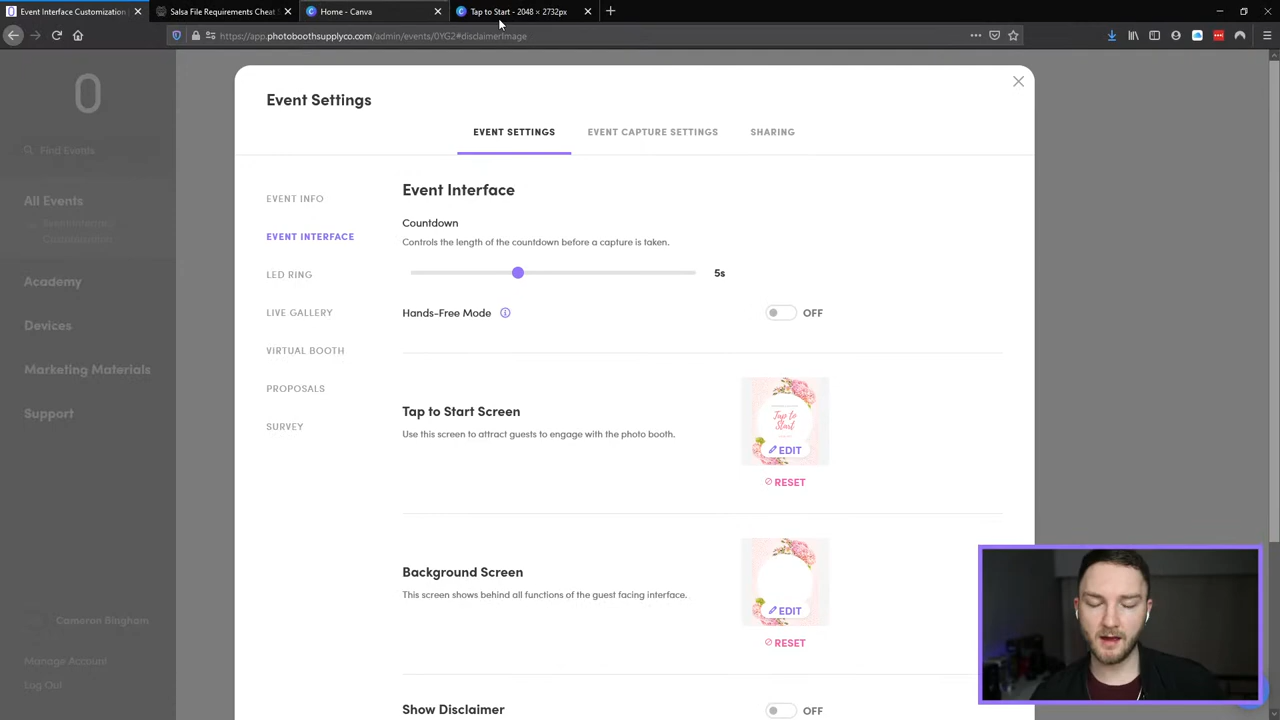 Event Interface Customization
Salsa File Requirements Cheat
Home - Canva
Tap to Start - 2048 × 2732px
https://app.photoboothsupplyco.com/admin/events/0YG2#disclaimerImage
Event Settings
EVENT SETTINGS
EVENT CAPTURE SETTINGS
SHARING
Find Events
All Events
Academy
Devices
Marketing Materials
Support
Cameron Bingham
Manage Account
Log Out
EVENT INFO
EVENT INTERFACE
LED RING
LIVE GALLERY
VIRTUAL BOOTH
PROPOSALS
SURVEY
Event Interface
Countdown
Controls the length of the countdown before a capture is taken.
5s
Hands-Free Mode
OFF
Tap to Start Screen
Use this screen to attract guests to engage with the photo booth.
Tap to
Start
EDIT
RESET
Background Screen
This screen shows behind all functions of the guest facing interface.
EDIT
RESET
Show Disclaimer
OFF